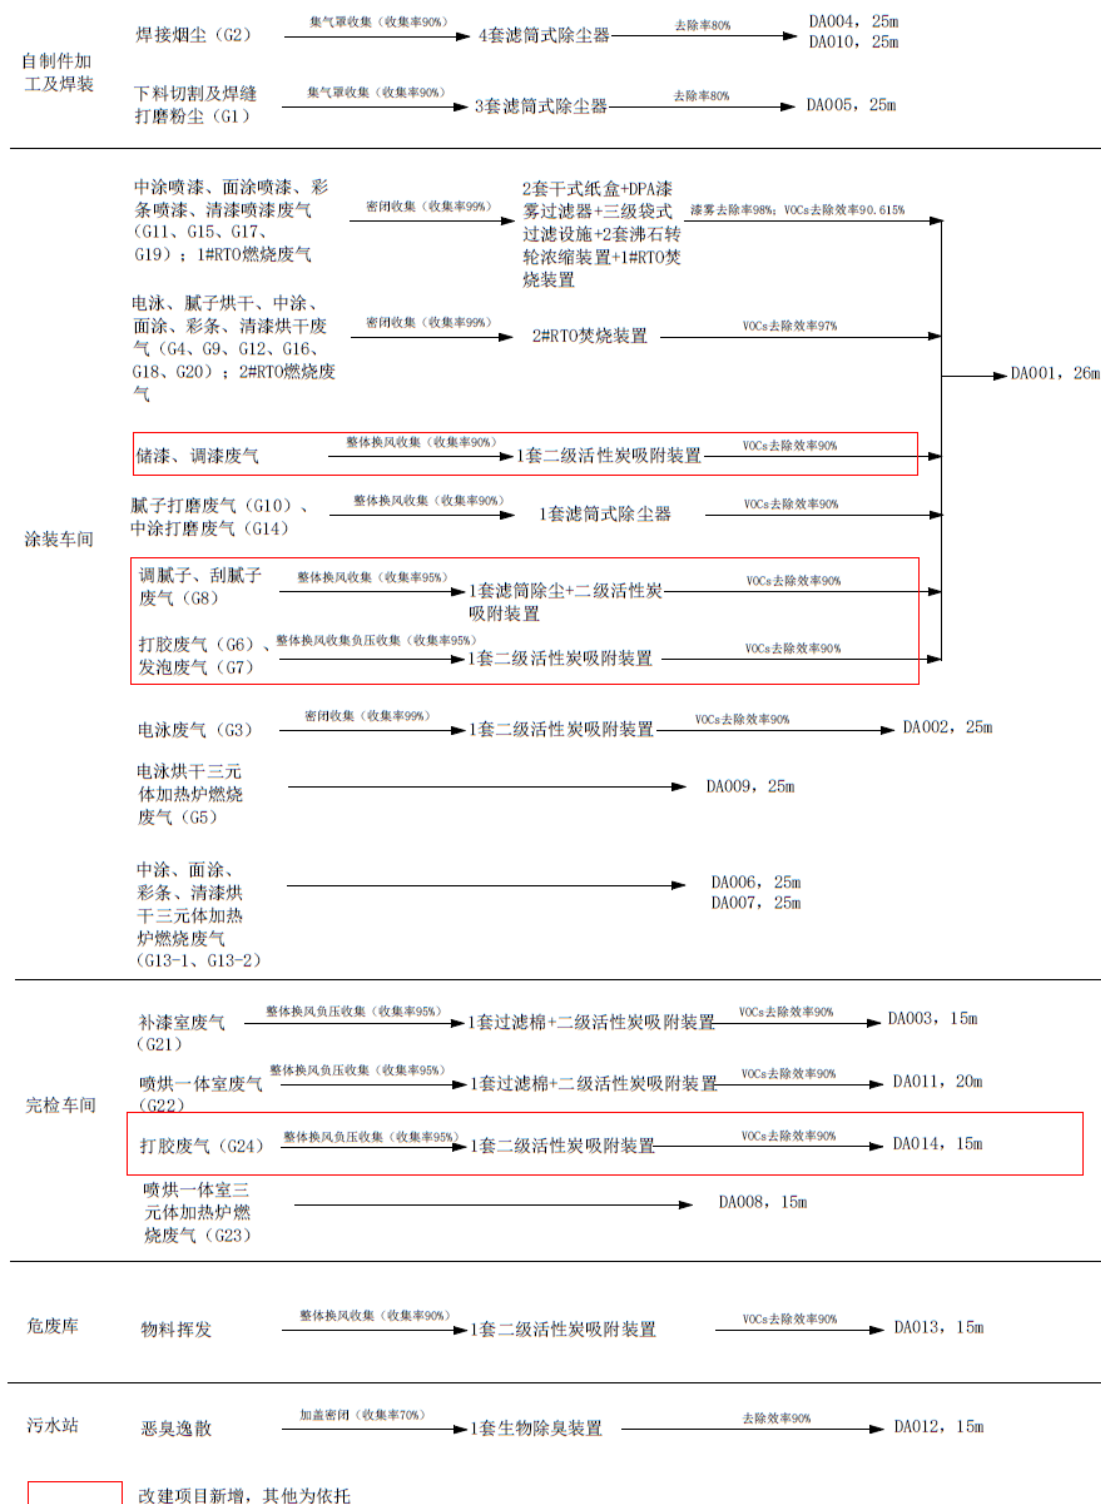 自制件加
工及焊装
焊接烟尘（G2）
集气罩收集（收集率90%）
4套滤筒式除尘器
去除率80%
DA004, 25m
DA010, 25m
下料切割及焊缝
打磨粉尘（G1）
集气罩收集（收集率90%）
3套滤筒式除尘器
去除率80%
DA005, 25m
涂装车间
中涂喷漆、面涂喷漆、彩
条喷漆、清漆喷漆废气
（G11、G15、G17、
G19）；1#RTO燃烧废气
密闭收集（收集率99%）
2套干式纸盒+DPA漆
雾过滤器+三级袋式
过滤设施+2套沸石转
轮浓缩装置+1#RTO焚
烧装置
漆雾去除率98%；VOCs去除效率90.615%
电泳、腻子烘干、中涂、
面涂、彩条、清漆烘干废
气（G4、G9、G12、G16、
G18、G20）；2#RTO燃烧废
气
密闭收集（收集率99%）
2#RTO焚烧装置
VOCs去除效率97%
DA001, 26m
储漆、调漆废气
整体换风收集（收集率90%）
1套二级活性炭吸附装置
VOCs去除效率90%
腻子打磨废气（G10）、
中涂打磨废气（G14）
整体换风收集（收集率90%）
1套滤筒式除尘器
VOCs去除效率90%
调腻子、刮腻子
废气（G8）
整体换风收集（收集率95%）
1套滤筒除尘+二级活性炭
吸附装置
VOCs去除效率90%
打胶废气（G6）、
发泡废气（G7）
整体换风收集负压收集（收集率95%）
1套二级活性炭吸附装置
VOCs去除效率90%
电泳废气（G3）
密闭收集（收集率99%）
1套二级活性炭吸附装置
VOCs去除效率90%
DA002, 25m
电泳烘干三元
体加热炉燃烧
废气（G5）
DA009, 25m
中涂、面涂、
彩条、清漆烘
干三元体加热
炉燃烧废气
（G13-1、G13-2）
DA006, 25m
DA007, 25m
完检车间
补漆室废气
（G21）
整体换风负压收集（收集率95%）
1套过滤棉+二级活性炭吸附装置
VOCs去除效率90%
DA003, 15m
喷烘一体室废气
（G22）
整体换风负压收集（收集率95%）
1套过滤棉+二级活性炭吸附装置
VOCs去除效率90%
DA011, 20m
打胶废气（G24）
整体换风负压收集（收集率95%）
1套二级活性炭吸附装置
VOCs去除效率90%
DA014, 15m
喷烘一体室三
元体加热炉燃
烧废气（G23）
DA008, 15m
危废库
物料挥发
整体换风收集（收集率90%）
1套二级活性炭吸附装置
VOCs去除效率90%
DA013, 15m
污水站
恶臭逸散
加盖密闭（收集率70%）
1套生物除臭装置
去除效率90%
DA012, 15m
改建项目新增，其他为依托